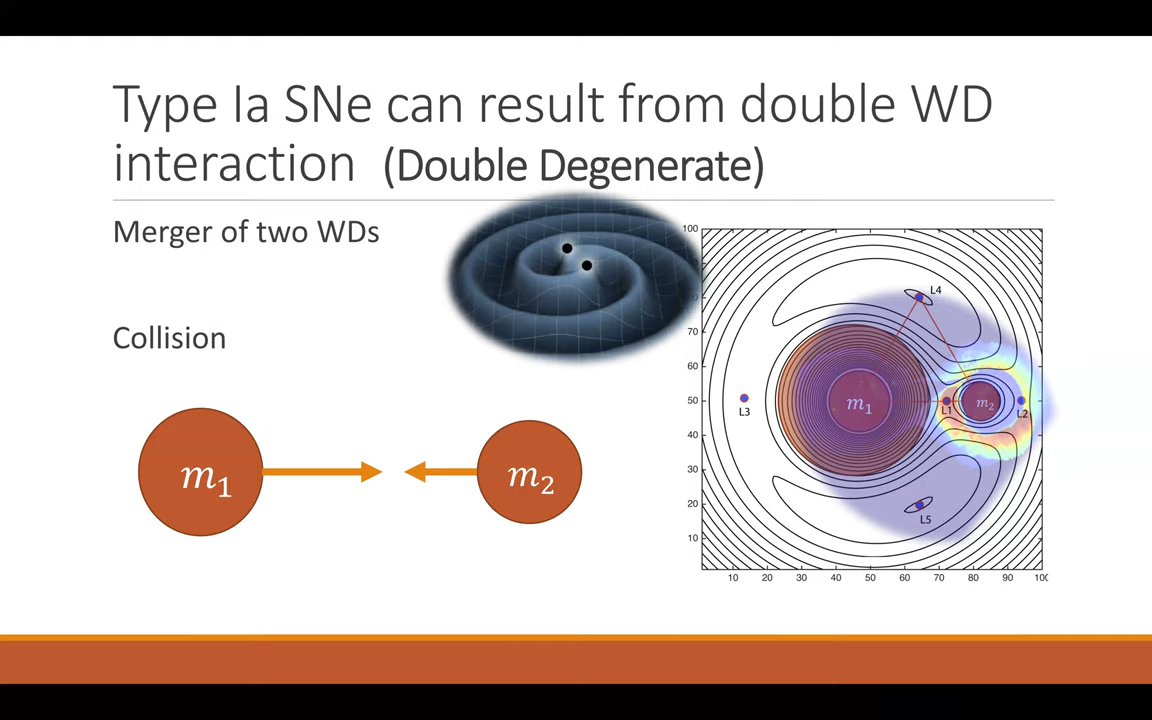 Type Ia SNe can result from double WD
interaction (Double Degenerate)
Merger of two WDs
Collision
m₁
m₂
100
70
60
50
40
30
20
10
10 20 30 40 50 60 70 80 90 100
L4
L3
m₁
L1
m₂
L2
L5